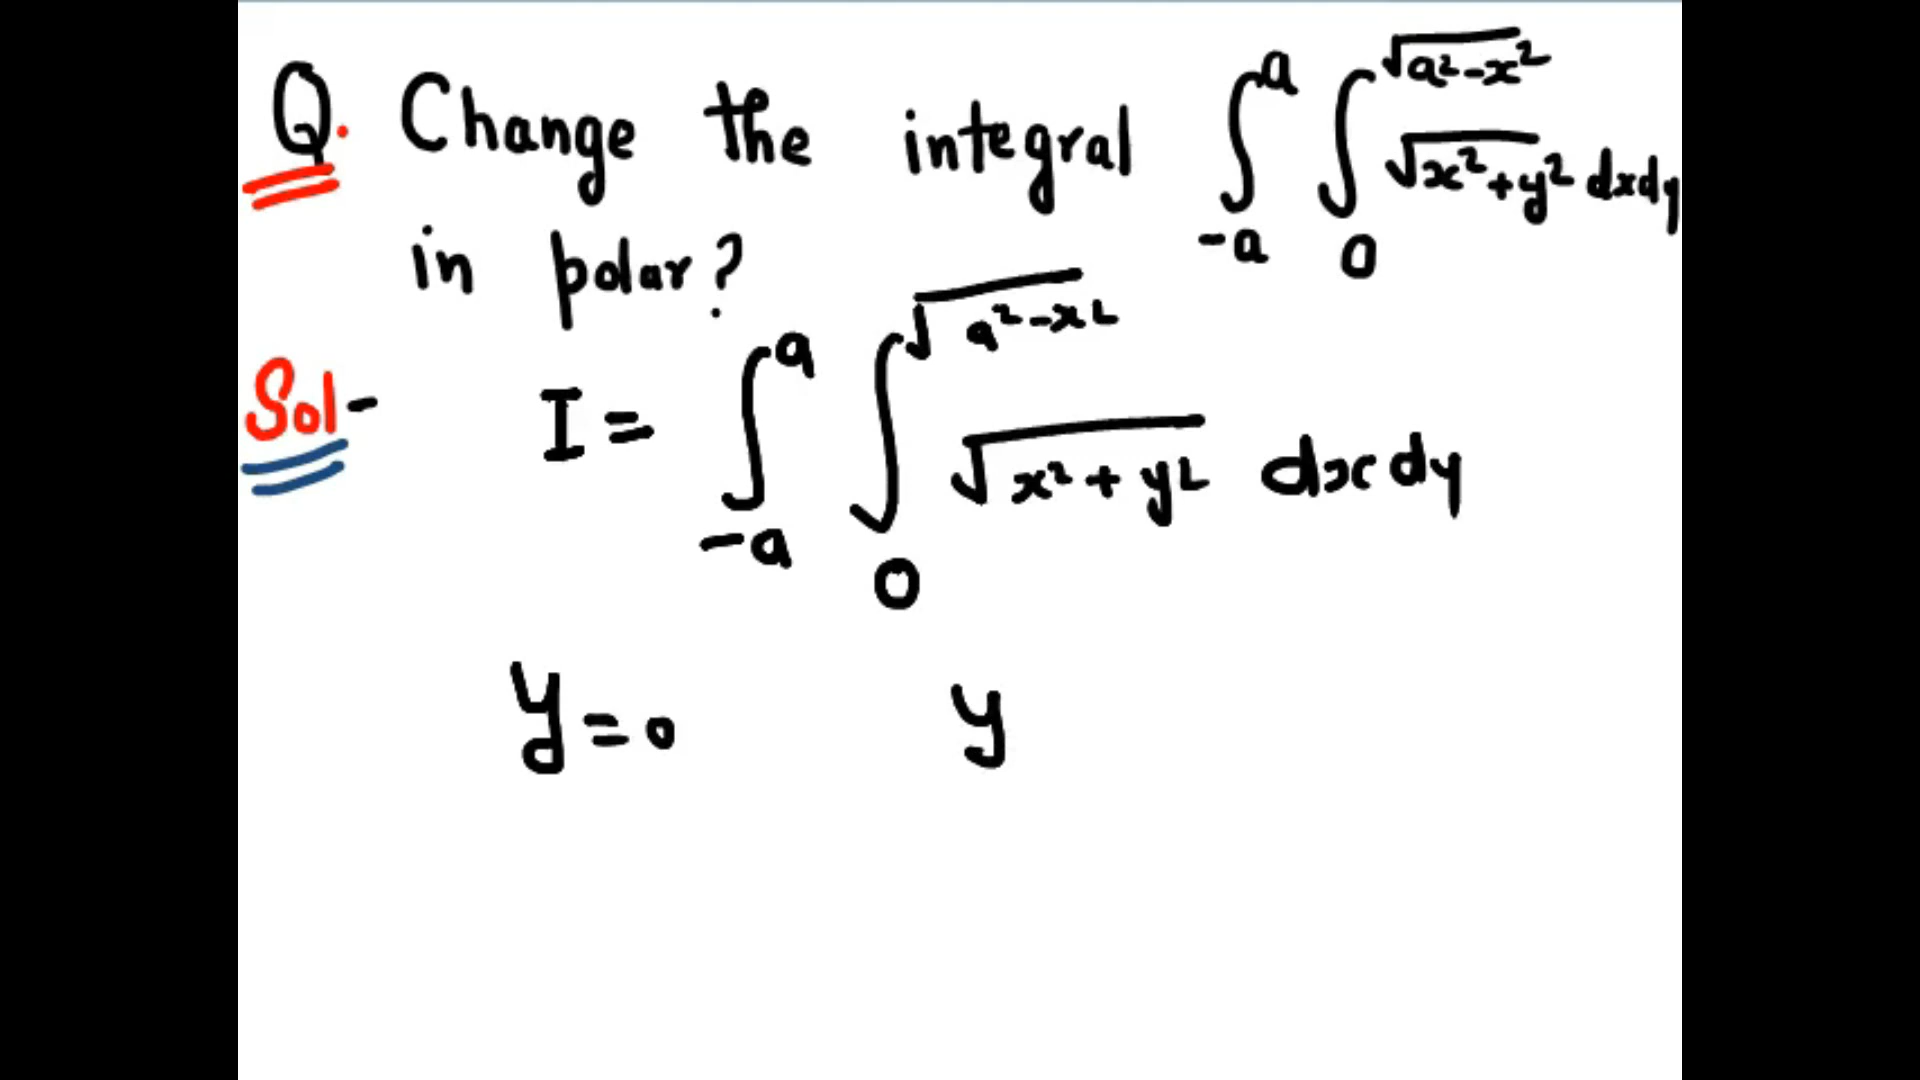 Q. Change the integral ∫_{-a}^{a} ∫_{0}^{√(a²-x²)} √(x²+y²) dxdy
in polar?
Sol- I = ∫_{-a}^{a} ∫_{0}^{√(a²-x²)} √(x²+y²) dxdy
y=0 y